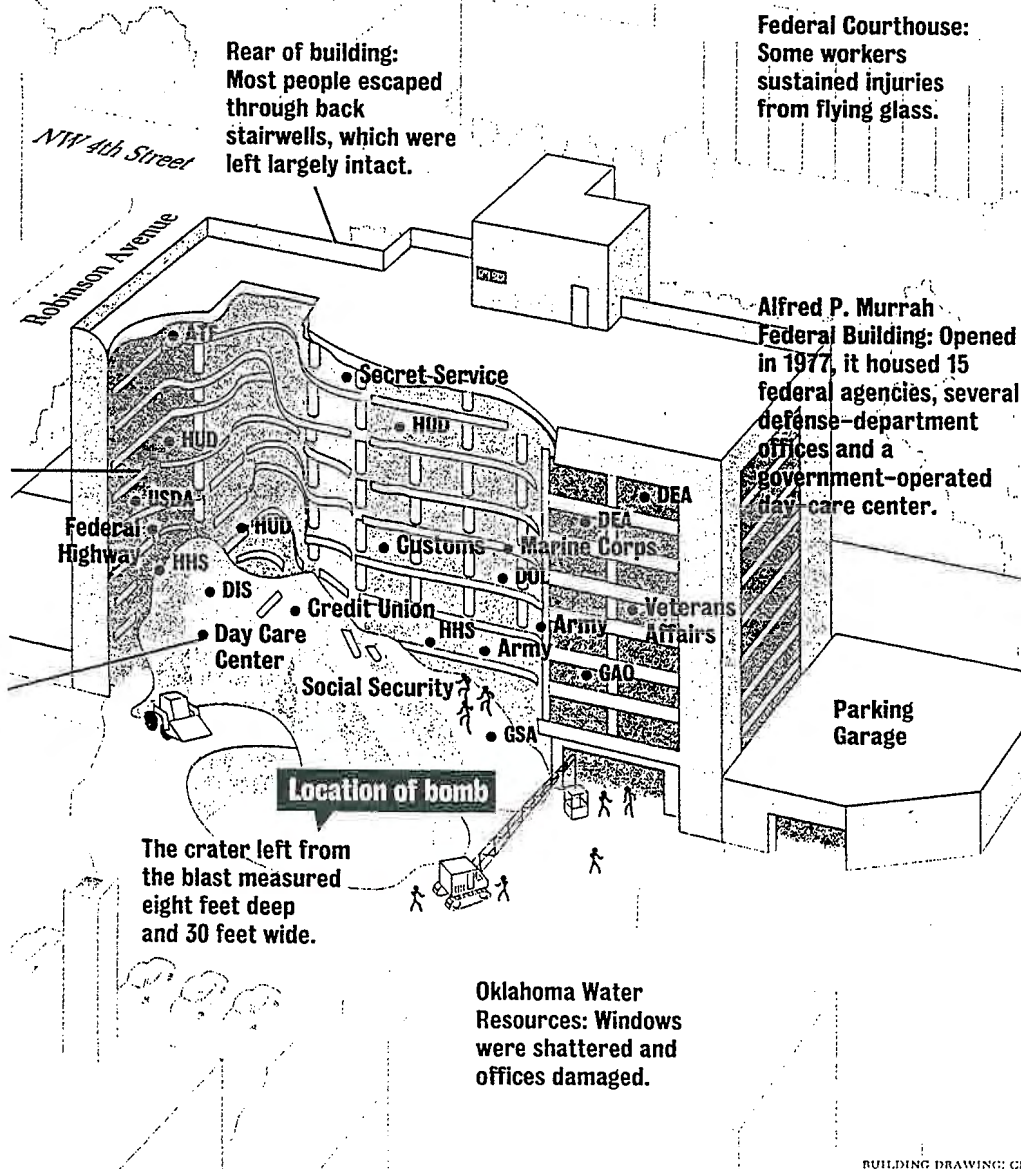 Federal Courthouse:
Some workers
sustained injuries
from flying glass.
Rear of building:
Most people escaped
through back
stairwells, which were
left largely intact.
NW 4th Street
Robinson Avenue
Alfred P. Murrah
Federal Building: Opened
in 1977, it housed 15
federal agencies, several
defense-department
offices and a
government-operated
day-care center.
ATF
Secret Service
HUD
HUD
DEA
USDA
DEA
Federal
Highway
HUD
Customs
Marine Corps
HHS
DOL
DIS
Credit Union
Veterans
Affairs
Day Care
Center
HHS
Army
Army
GAO
Social Security
GSA
Parking
Garage
Location of bomb
The crater left from
the blast measured
eight feet deep
and 30 feet wide.
Oklahoma Water
Resources: Windows
were shattered and
offices damaged.
BUILDING DRAWING: